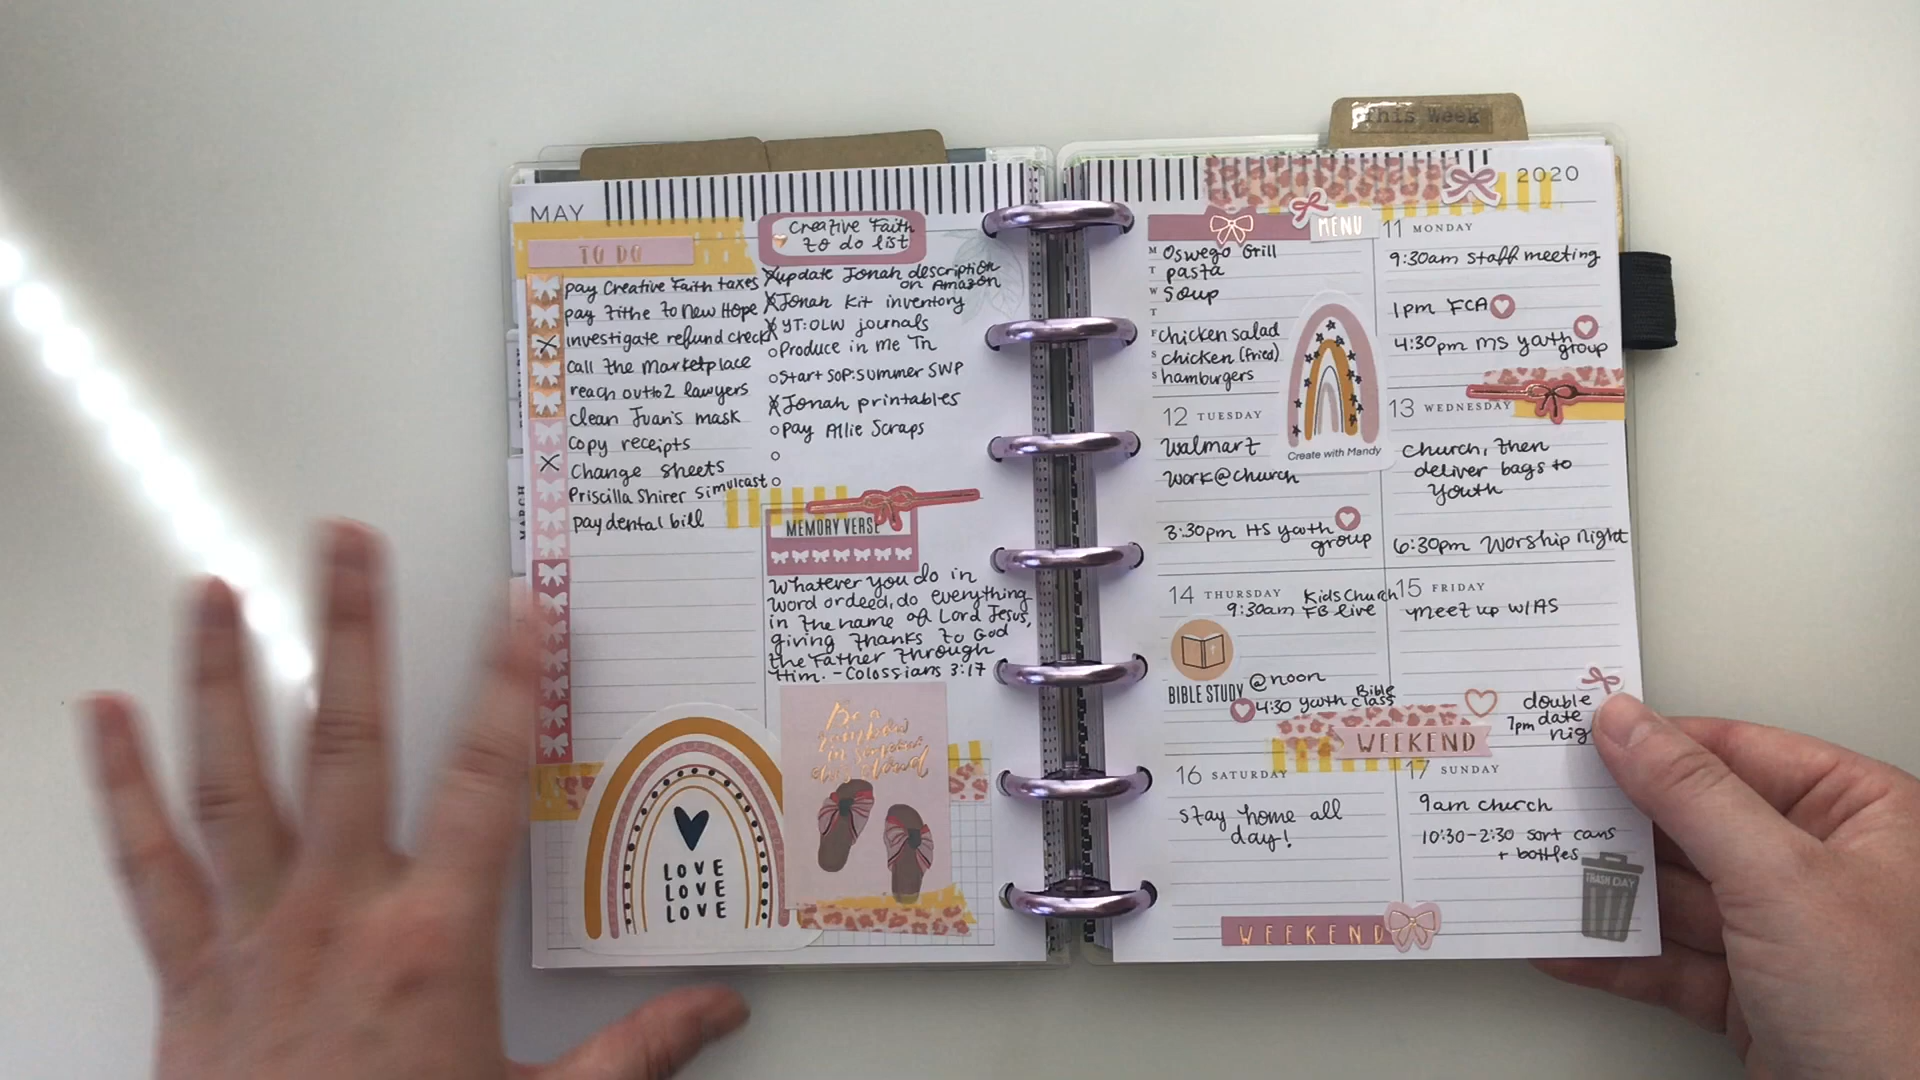 This Week
MAY
TO DO
pay Creative Faith taxes
pay tithe to New Hope
investigate refund check
call the Marketplace
reach out to 2 lawyers
clean Juan's mask
copy receipts
Change sheets
Priscilla Shirer Simulcast
pay dental bill
LOVE
LOVE
LOVE
Creative Faith
to do list
update Jonah description
on Amazon
Jonah Kit inventory
YT:OLW journals
Produce in me Tn
Start SOP:Summer SWP
Jonah printables
Pay Allie Scraps
MEMORY VERSE
Whatever you do in
word or deed, do everything
in the name of Lord Jesus,
giving thanks to God
the Father through
Him. - Colossians 3:17
Be a
rainbow
in someone
else's cloud
2020
MENU
M Oswego Grill
T pasta
W Soup
T
F chicken salad
S chicken (fried)
S hamburgers
Create with Mandy
11 MONDAY
9:30am staff meeting
1pm FCA
4:30pm ms youth
group
12 TUESDAY
Walmart
Work@church
3:30pm HS youth
group
13 WEDNESDAY
Church, then
deliver bags to
Youth
6:30pm Worship Night
14 THURSDAY
Kids Church
9:30am FB live
BIBLE STUDY @noon
4:30 youth Bible
class
15 FRIDAY
meet up w/AS
double
7pm date
nig
WEEKEND
16 SATURDAY
Stay home all
day!
17 SUNDAY
9am church
10:30-2:30 sort cans
+ bottles
TRASH DAY
WEEKEND
MARCH